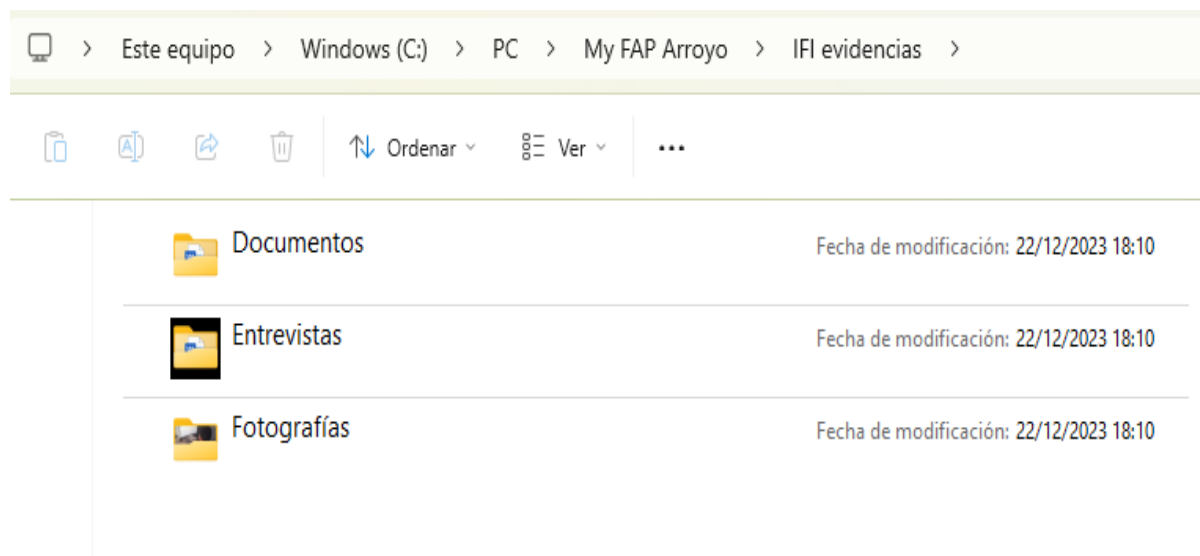 Este equipo > Windows (C:) > PC > My FAP Arroyo > IFI evidencias >
Ordenar Ver ...
Documentos Fecha de modificación: 22/12/2023 18:10
Entrevistas Fecha de modificación: 22/12/2023 18:10
Fotografías Fecha de modificación: 22/12/2023 18:10